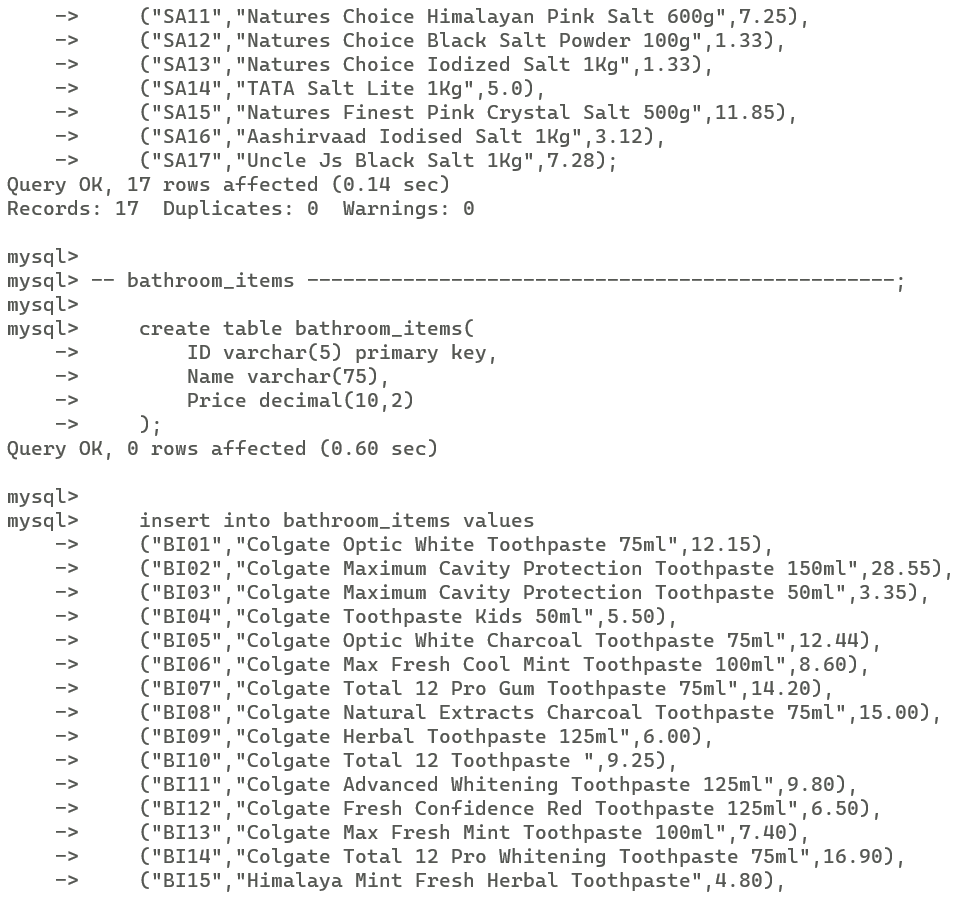 ->     ("SA11","Natures Choice Himalayan Pink Salt 600g",7.25),
    ->     ("SA12","Natures Choice Black Salt Powder 100g",1.33),
    ->     ("SA13","Natures Choice Iodized Salt 1Kg",1.33),
    ->     ("SA14","TATA Salt Lite 1Kg",5.0),
    ->     ("SA15","Natures Finest Pink Crystal Salt 500g",11.85),
    ->     ("SA16","Aashirvaad Iodised Salt 1Kg",3.12),
    ->     ("SA17","Uncle Js Black Salt 1Kg",7.28);
Query OK, 17 rows affected (0.14 sec)
Records: 17  Duplicates: 0  Warnings: 0

mysql>
mysql> -- bathroom_items -------------------------------------------------;
mysql>
mysql>     create table bathroom_items(
    ->         ID varchar(5) primary key,
    ->         Name varchar(75),
    ->         Price decimal(10,2)
    ->     );
Query OK, 0 rows affected (0.60 sec)

mysql>
mysql>     insert into bathroom_items values
    ->     ("BI01","Colgate Optic White Toothpaste 75ml",12.15),
    ->     ("BI02","Colgate Maximum Cavity Protection Toothpaste 150ml",28.55),
    ->     ("BI03","Colgate Maximum Cavity Protection Toothpaste 50ml",3.35),
    ->     ("BI04","Colgate Toothpaste Kids 50ml",5.50),
    ->     ("BI05","Colgate Optic White Charcoal Toothpaste 75ml",12.44),
    ->     ("BI06","Colgate Max Fresh Cool Mint Toothpaste 100ml",8.60),
    ->     ("BI07","Colgate Total 12 Pro Gum Toothpaste 75ml",14.20),
    ->     ("BI08","Colgate Natural Extracts Charcoal Toothpaste 75ml",15.00),
    ->     ("BI09","Colgate Herbal Toothpaste 125ml",6.00),
    ->     ("BI10","Colgate Total 12 Toothpaste ",9.25),
    ->     ("BI11","Colgate Advanced Whitening Toothpaste 125ml",9.80),
    ->     ("BI12","Colgate Fresh Confidence Red Toothpaste 125ml",6.50),
    ->     ("BI13","Colgate Max Fresh Mint Toothpaste 100ml",7.40),
    ->     ("BI14","Colgate Total 12 Pro Whitening Toothpaste 75ml",16.90),
    ->     ("BI15","Himalaya Mint Fresh Herbal Toothpaste",4.80),